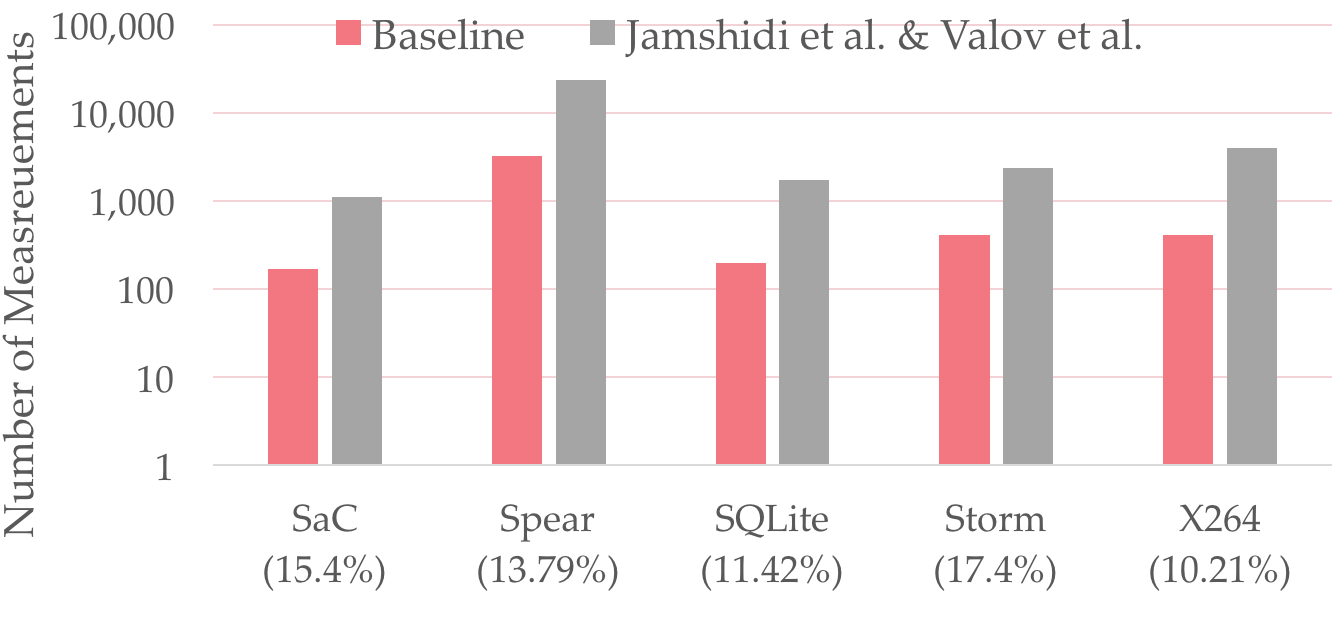 Number of Measreuements
100,000
10,000
1,000
100
10
1
Baseline
Jamshidi et al. & Valov et al.
SaC
(15.4%)
Spear
(13.79%)
SQLite
(11.42%)
Storm
(17.4%)
X264
(10.21%)